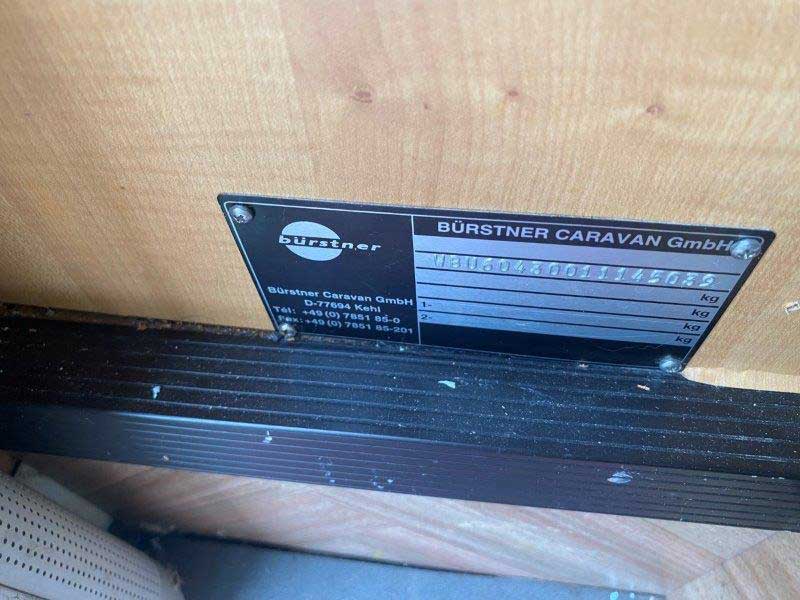 bürstner
Bürstner Caravan GmbH
D-77694 Kehl
Tel: +49 (0) 7851 85-0
Fax: +49 (0) 7851 85-201
BÜRSTNER CARAVAN GmbH
kg
1- kg
2- kg
kg